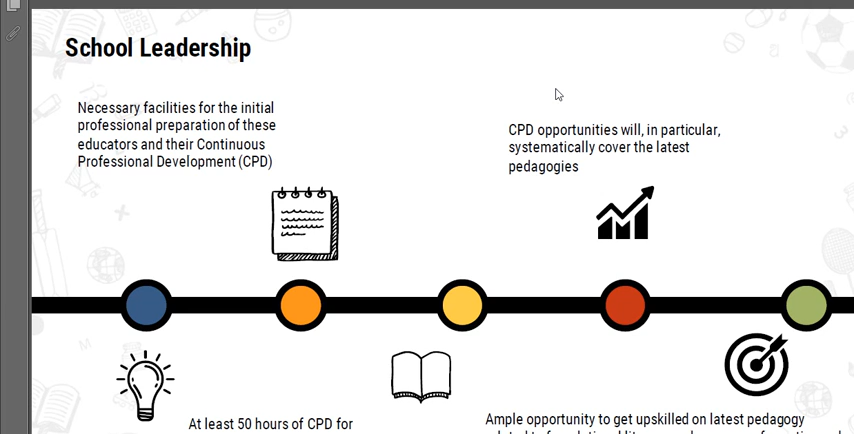 School Leadership
Necessary facilities for the initial
professional preparation of these
educators and their Continuous
Professional Development (CPD)
CPD opportunities will, in particular,
systematically cover the latest
pedagogies
At least 50 hours of CPD for
Ample opportunity to get upskilled on latest pedagogy